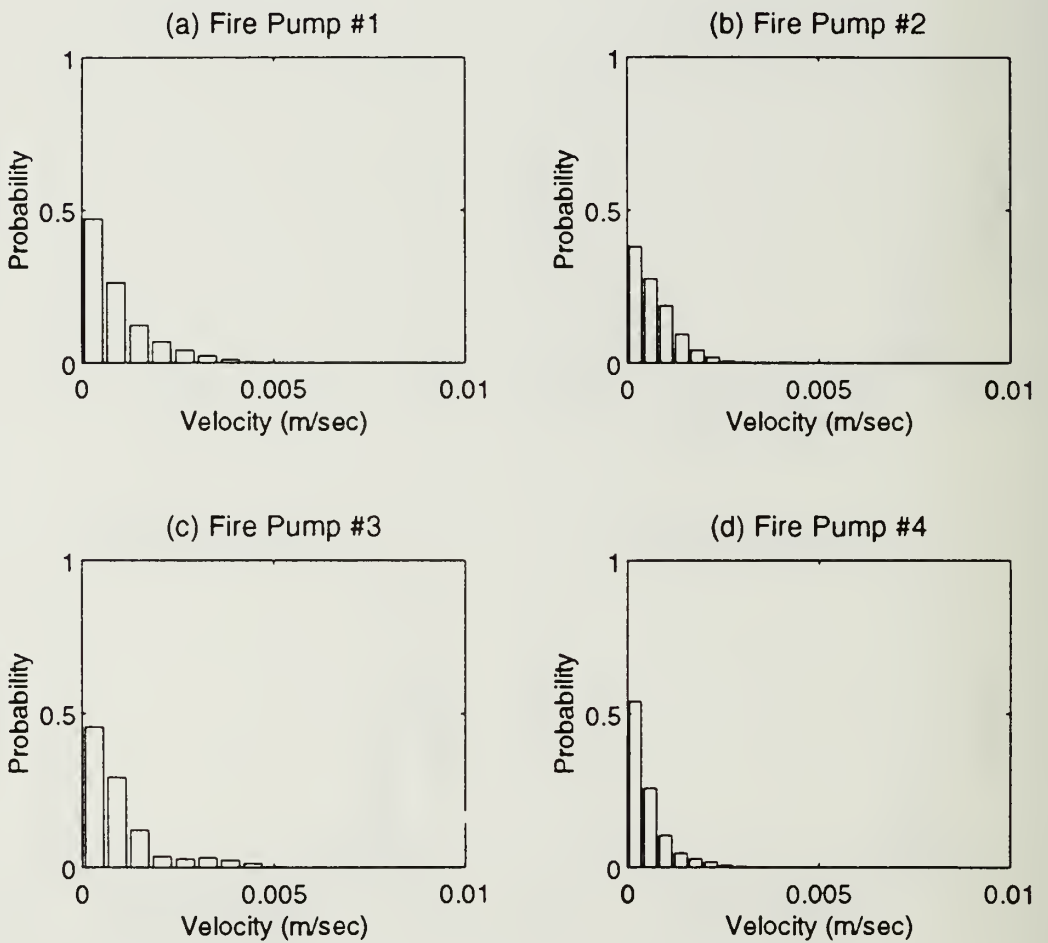 (a) Fire Pump #1
1
0.5
0
Probability
0
0.005
0.01
Velocity (m/sec)
(b) Fire Pump #2
1
0.5
0
Probability
0
0.005
0.01
Velocity (m/sec)
(c) Fire Pump #3
1
0.5
0
Probability
0
0.005
0.01
Velocity (m/sec)
(d) Fire Pump #4
1
0.5
0
Probability
0
0.005
0.01
Velocity (m/sec)